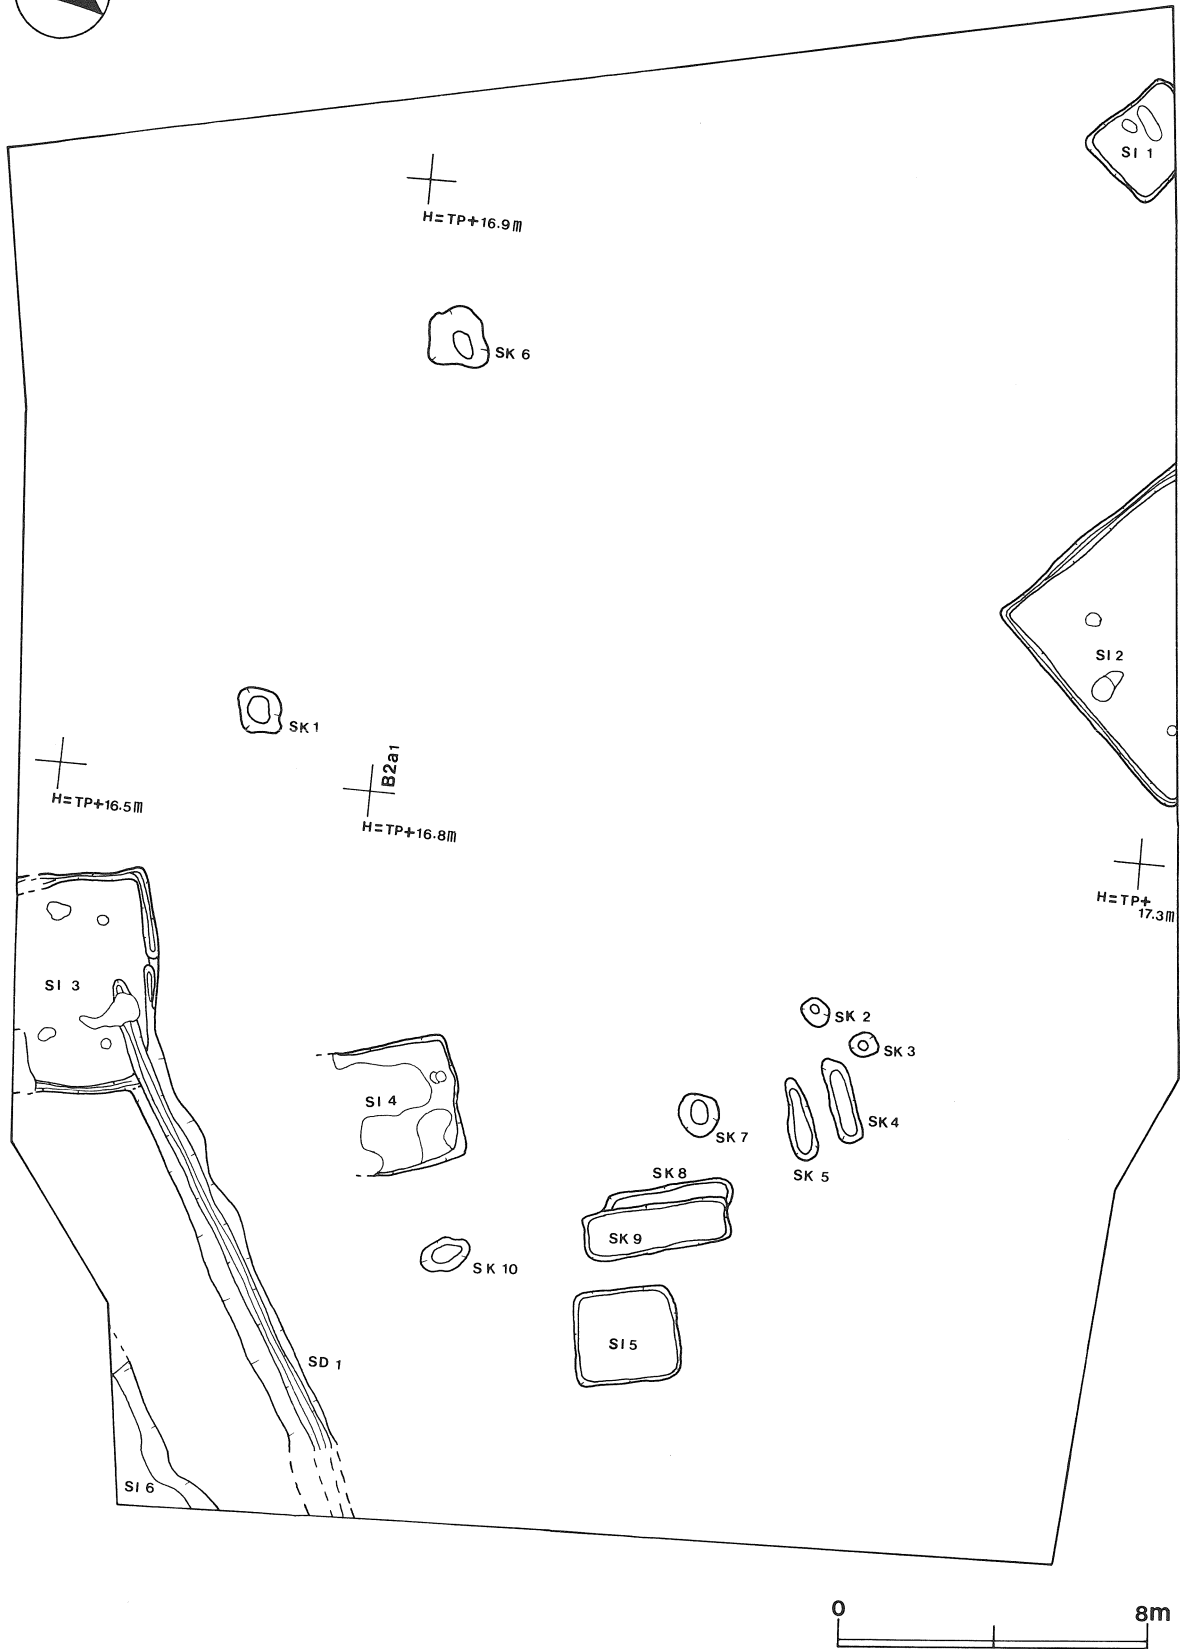 SI 1
H=TP+16.9m
SK 6
SI 2
SK 1
B2a1
H=TP+16.5m
H=TP+16.8m
H=TP+
17.3m
SI 3
SK 2
SK 3
SI 4
SK 4
SK 7
SK 5
SK 8
SK 9
SK 10
SI 5
SD 1
SI 6
0
8m